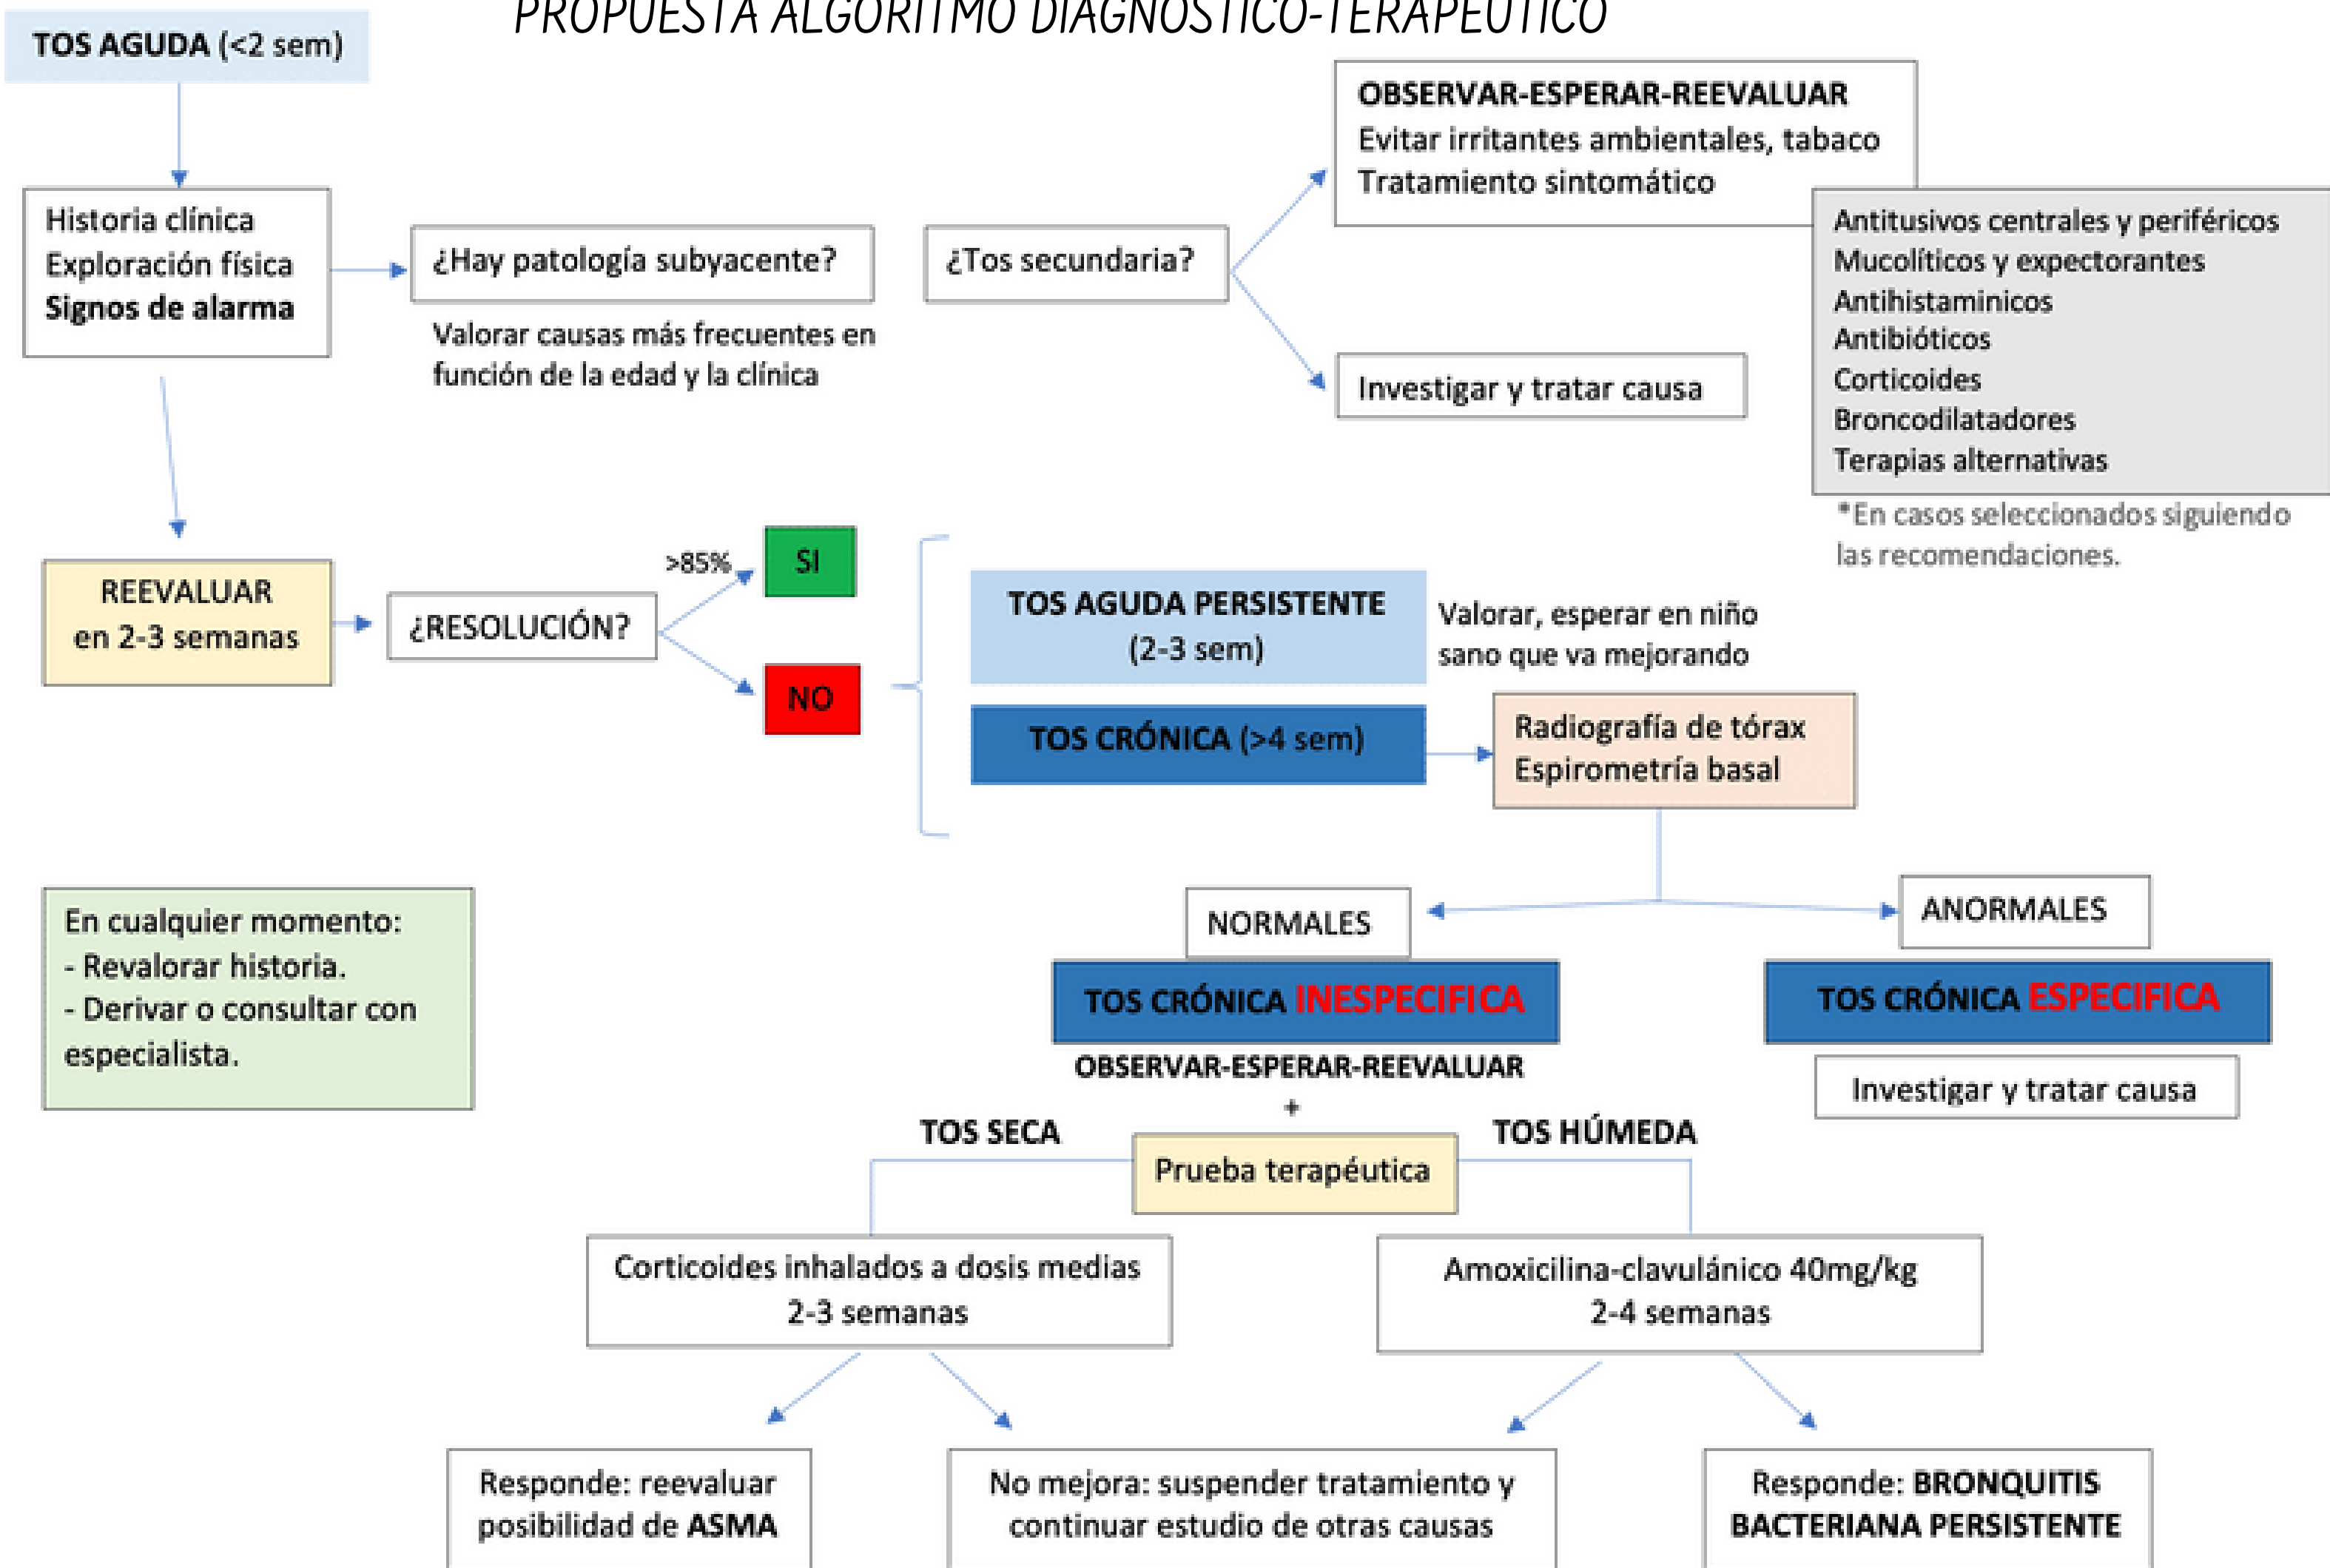 PROPUESTA ALGORITMO DIAGNÓSTICO-TERAPÉUTICO
TOS AGUDA (<2 sem)
Historia clínica
Exploración física
Signos de alarma
¿Hay patología subyacente?
Valorar causas más frecuentes en
función de la edad y la clínica
¿Tos secundaria?
OBSERVAR-ESPERAR-REEVALUAR
Evitar irritantes ambientales, tabaco
Tratamiento sintomático
Investigar y tratar causa
Antitusivos centrales y periféricos
Mucolíticos y expectorantes
Antihistaminicos
Antibióticos
Corticoides
Broncodilatadores
Terapias alternativas
*En casos seleccionados siguiendo
las recomendaciones.
REEVALUAR
en 2-3 semanas
¿RESOLUCIÓN?
>85%
SI
NO
TOS AGUDA PERSISTENTE
(2-3 sem)
Valorar, esperar en niño
sano que va mejorando
TOS CRÓNICA (>4 sem)
Radiografía de tórax
Espirometría basal
En cualquier momento:
- Revalorar historia.
- Derivar o consultar con
especialista.
NORMALES
ANORMALES
TOS CRÓNICA INESPECIFICA
TOS CRÓNICA ESPECIFICA
OBSERVAR-ESPERAR-REEVALUAR
+
Investigar y tratar causa
TOS SECA
Prueba terapéutica
TOS HÚMEDA
Corticoides inhalados a dosis medias
2-3 semanas
Amoxicilina-clavulánico 40mg/kg
2-4 semanas
Responde: reevaluar
posibilidad de ASMA
No mejora: suspender tratamiento y
continuar estudio de otras causas
Responde: BRONQUITIS
BACTERIANA PERSISTENTE